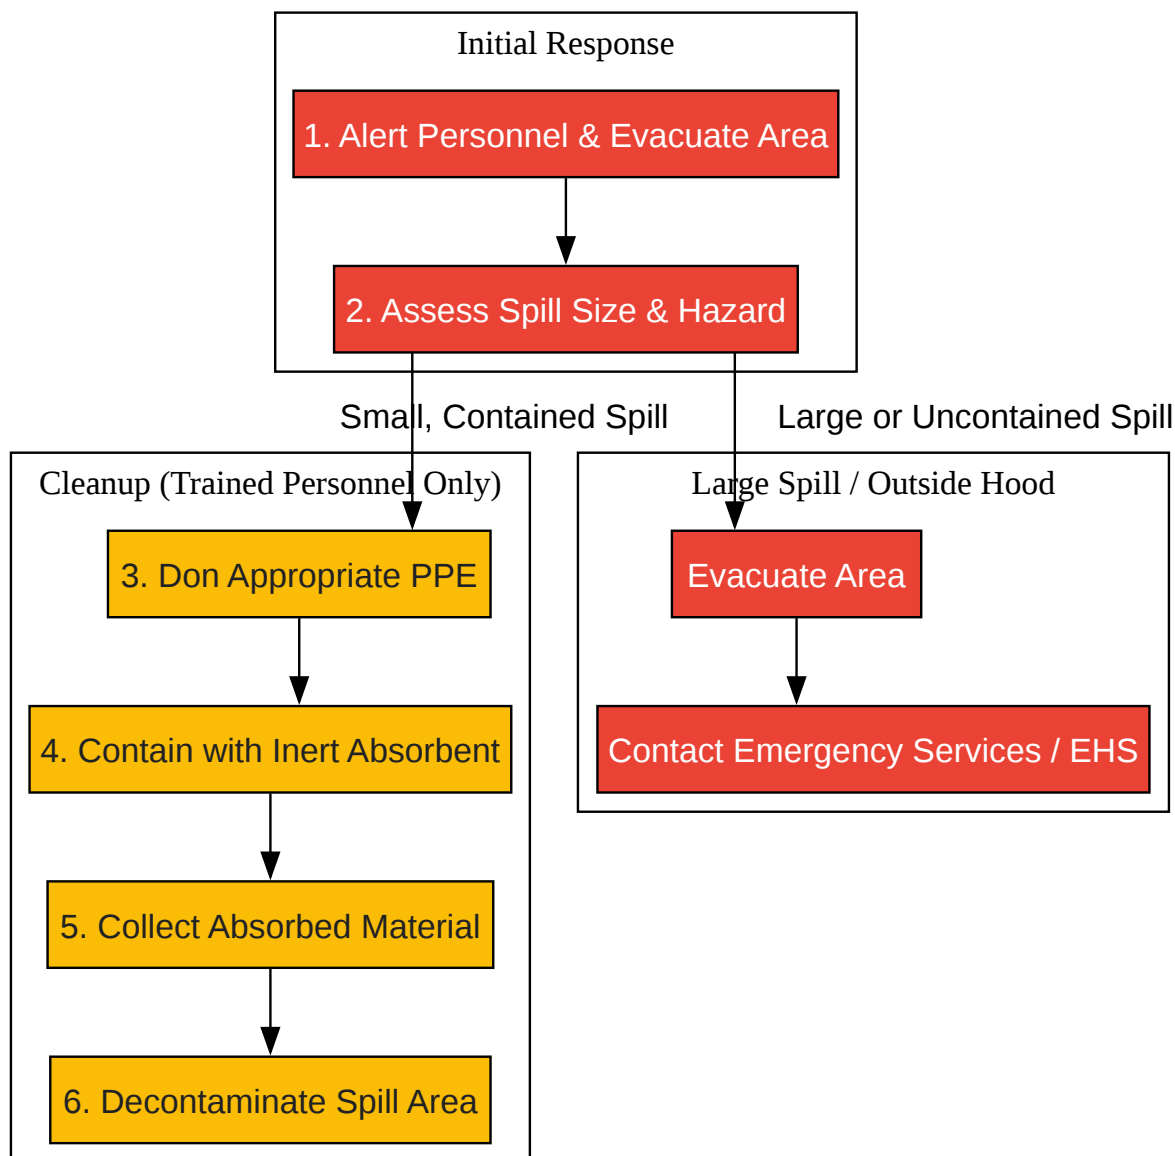 Initial Response
1. Alert Personnel & Evacuate Area
2. Assess Spill Size & Hazard
Small, Contained Spill
Large or Uncontained Spill
Cleanup (Trained Personnel Only)
3. Don Appropriate PPE
4. Contain with Inert Absorbent
5. Collect Absorbed Material
6. Decontaminate Spill Area
Large Spill / Outside Hood
Evacuate Area
Contact Emergency Services / EHS